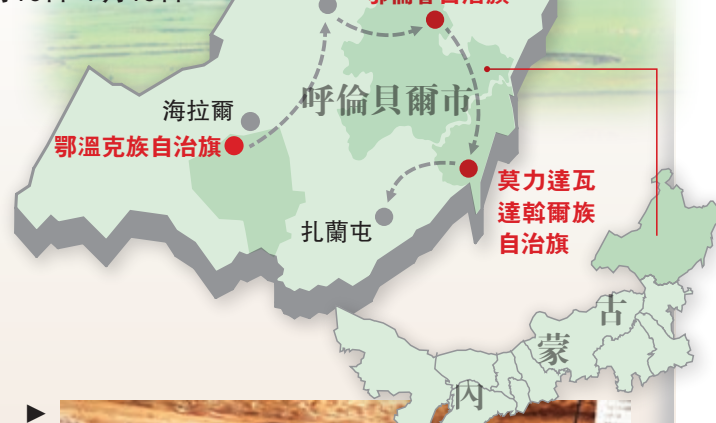 呼倫貝爾市
海拉爾
鄂溫克族自治旗
莫力達瓦
達斡爾族
自治旗
扎蘭屯
內蒙古